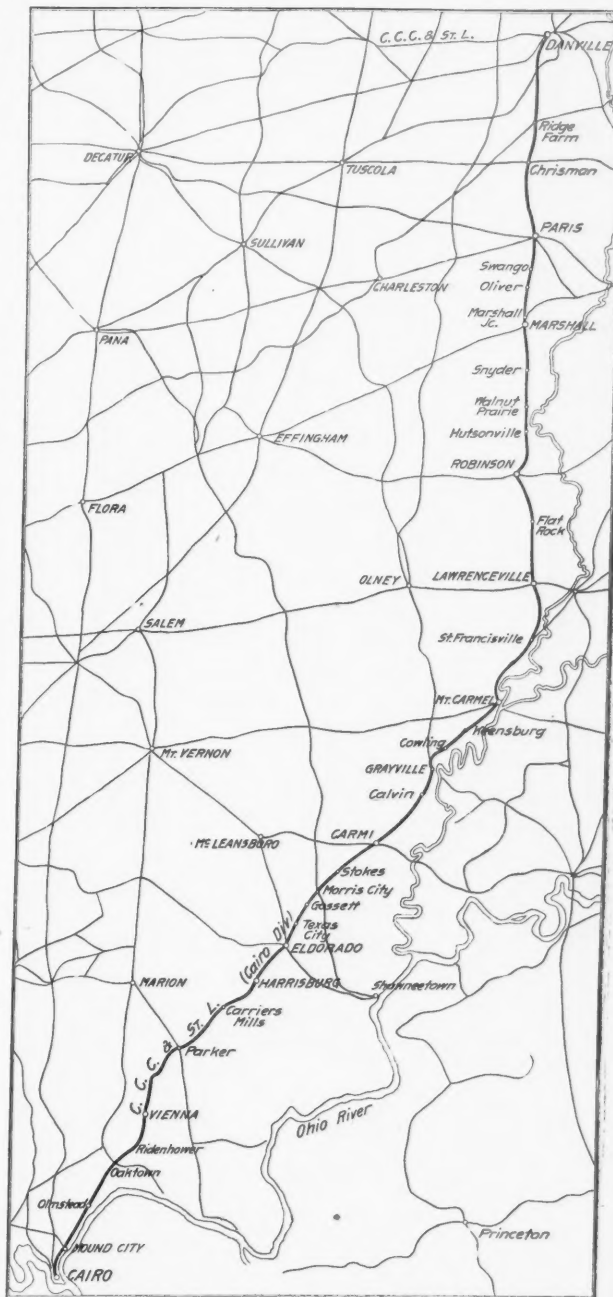 C. C. C. & ST. L.
DANVILLE
Ridge
Farm
DECATUR
TUSCOLA
Chrisman
PARIS
SULLIVAN
Swango
CHARLESTON
Oliver
Marshall
Jc.
MARSHALL
PANA
Snyder
Walnut
Prairie
Hutsonville
EFFINGHAM
ROBINSON
FLORA
Flat
Rock
OLNEY
LAWRENCEVILLE
SALEM
St. Francisville
MT. CARMEL
Keensburg
Cowling
MT. VERNON
GRAYVILLE
Calvin
MCLEANSBORO
CARMI
Stokes
Morris City
Gossett
Texas
City
ELDORADO
C. C. C. & ST. L. (Cairo Div.)
MARION
HARRISBURG
Shawneetown
Carriers
Mills
Parker
VIENNA
Ohio River
Ridenhower
Oaktown
Olmstead
Princeton
MOUND CITY
CAIRO